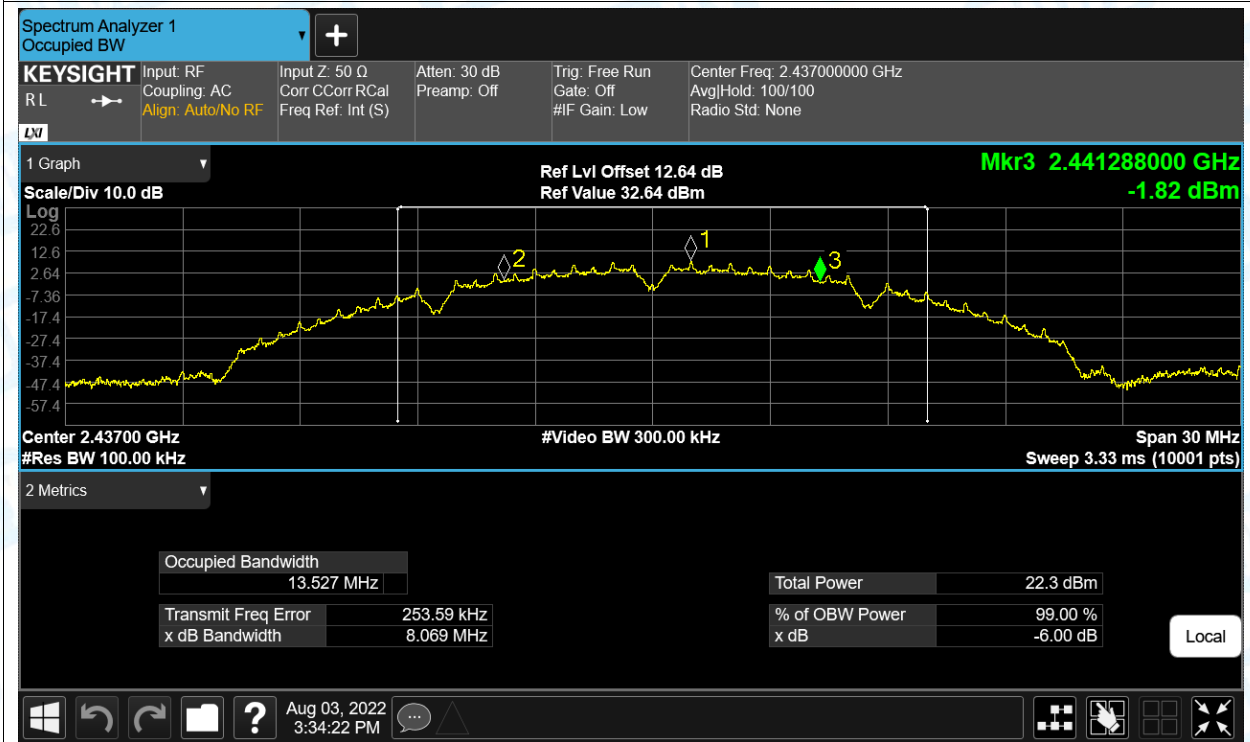 Spectrum Analyzer 1
Occupied BW
+
KEYSIGHT
R L
LXI
Input: RF
Coupling: AC
Align: Auto/No RF
Input Z: 50 Ω
Corr CCorr RCal
Freq Ref: Int (S)
Atten: 30 dB
Preamp: Off
Trig: Free Run
Gate: Off
#IF Gain: Low
Center Freq: 2.437000000 GHz
Avg|Hold: 100/100
Radio Std: None
1 Graph
Scale/Div 10.0 dB
Ref Lvl Offset 12.64 dB
Ref Value 32.64 dBm
Mkr3 2.441288000 GHz
-1.82 dBm
Log
22.6
12.6
2.64
-7.36
-17.4
-27.4
-37.4
-47.4
-57.4
2
1
3
Center 2.43700 GHz
#Res BW 100.00 kHz
#Video BW 300.00 kHz
Span 30 MHz
Sweep 3.33 ms (10001 pts)
2 Metrics
Occupied Bandwidth
13.527 MHz
Transmit Freq Error 253.59 kHz
x dB Bandwidth 8.069 MHz
Total Power 22.3 dBm
% of OBW Power 99.00 %
x dB -6.00 dB
Local
?
Aug 03, 2022
3:34:22 PM